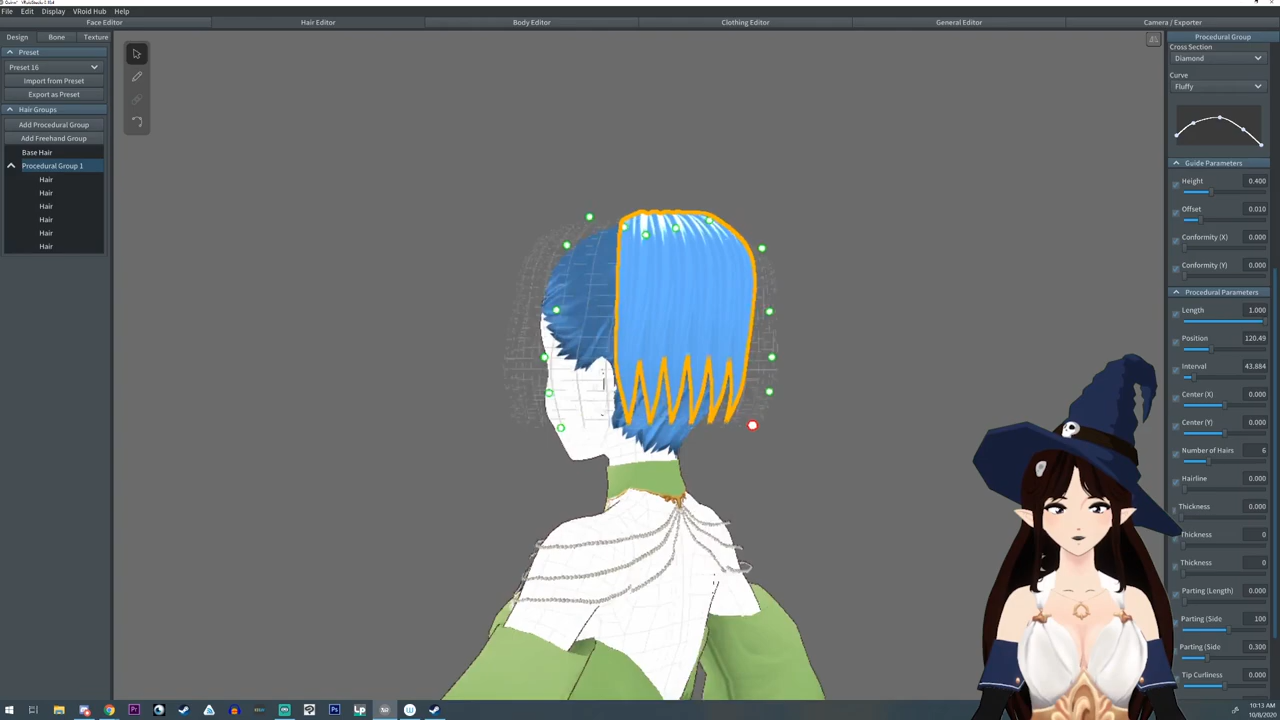 File Edit Display VRoid Hub Help
Face Editor Hair Editor Body Editor Clothing Editor General Editor Camera / Exporter
Design Bone Texture
Preset
Preset 16
Import from Preset
Export as Preset
Hair Groups
Add Procedural Group
Add Freehand Group
Base Hair
Procedural Group 1
Hair
Hair
Hair
Hair
Hair
Hair
Procedural Group
Cross Section
Diamond
Curve
Fluffy
Guide Parameters
Height 0.400
Offset 0.010
Conformity (X) 0.000
Conformity (Y) 0.000
Procedural Parameters
Length 1.000
Position 120.49
Interval 43.884
Center (X) 0.000
Center (Y) 0.000
Number of Hairs 6
Hairline 0.000
Thickness 0.000
Thickness 0
Thickness 0
Parting (Length) 0.000
Parting (Side 100
Parting (Side 0.300
Tip Curliness 0.000
10:13 AM
10/8/2020